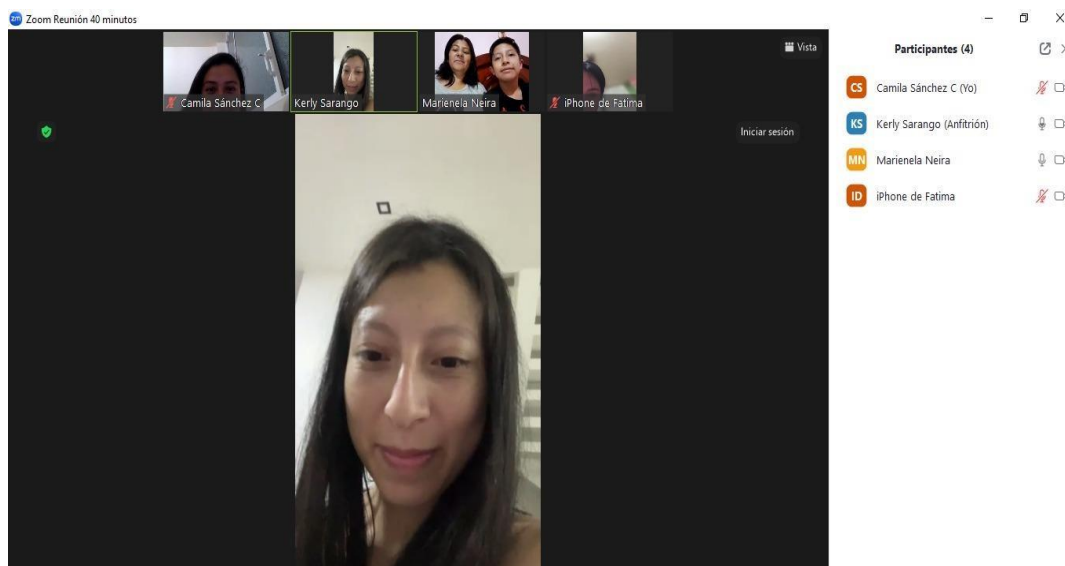 zm Zoom Reunión 40 minutos
Vista
Camila Sánchez C
Kerly Sarango
Marienela Neira
iPhone de Fatima
Iniciar sesión
Participantes (4)
CS Camila Sánchez C (Yo)
KS Kerly Sarango (Anfitrión)
MN Marienela Neira
ID iPhone de Fatima